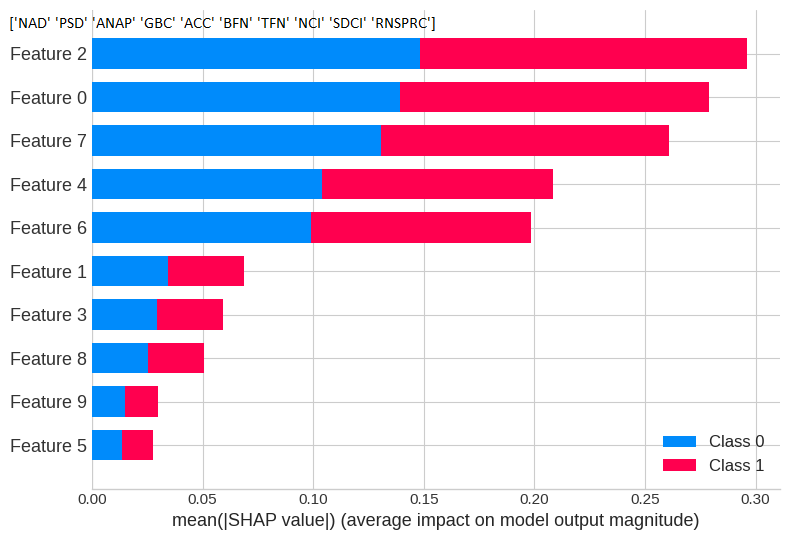 ['NAD' 'PSD' 'ANAP' 'GBC' 'ACC' 'BFN' 'TFN' 'NCI' 'SDCI' 'RNSPRC']
Feature 2
Feature 0
Feature 7
Feature 4
Feature 6
Feature 1
Feature 3
Feature 8
Feature 9
Feature 5
Class 0
Class 1
0.00 0.05 0.10 0.15 0.20 0.25 0.30
mean(|SHAP value|) (average impact on model output magnitude)